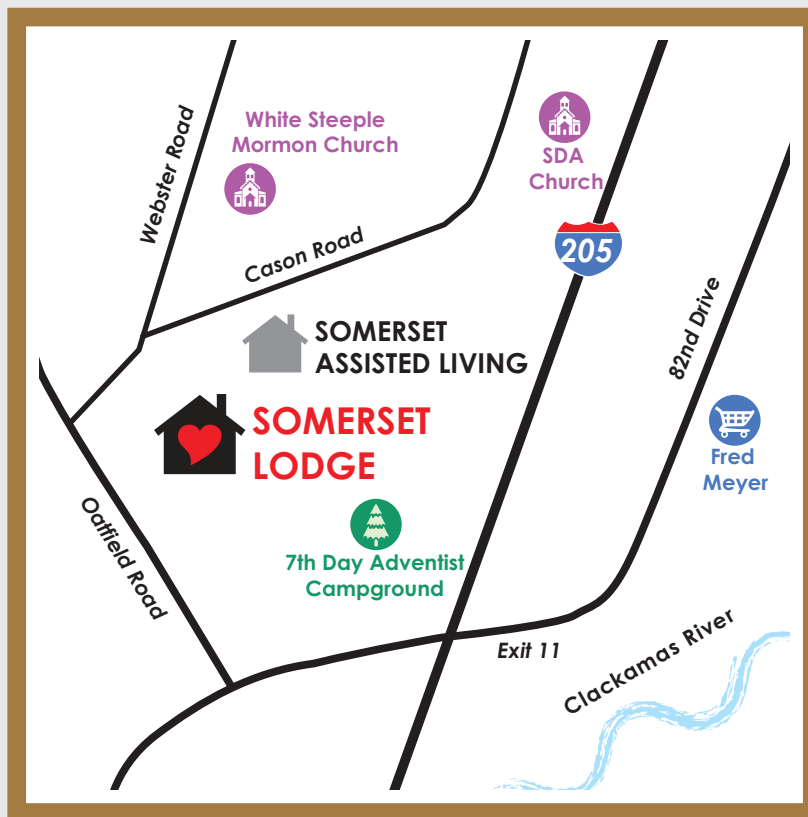 Webster Road
White Steeple
Mormon Church
SDA
Church
Cason Road
205
82nd Drive
SOMERSET
ASSISTED LIVING
SOMERSET
LODGE
Fred
Meyer
Oatfield Road
7th Day Adventist
Campground
Exit 11
Clackamas River